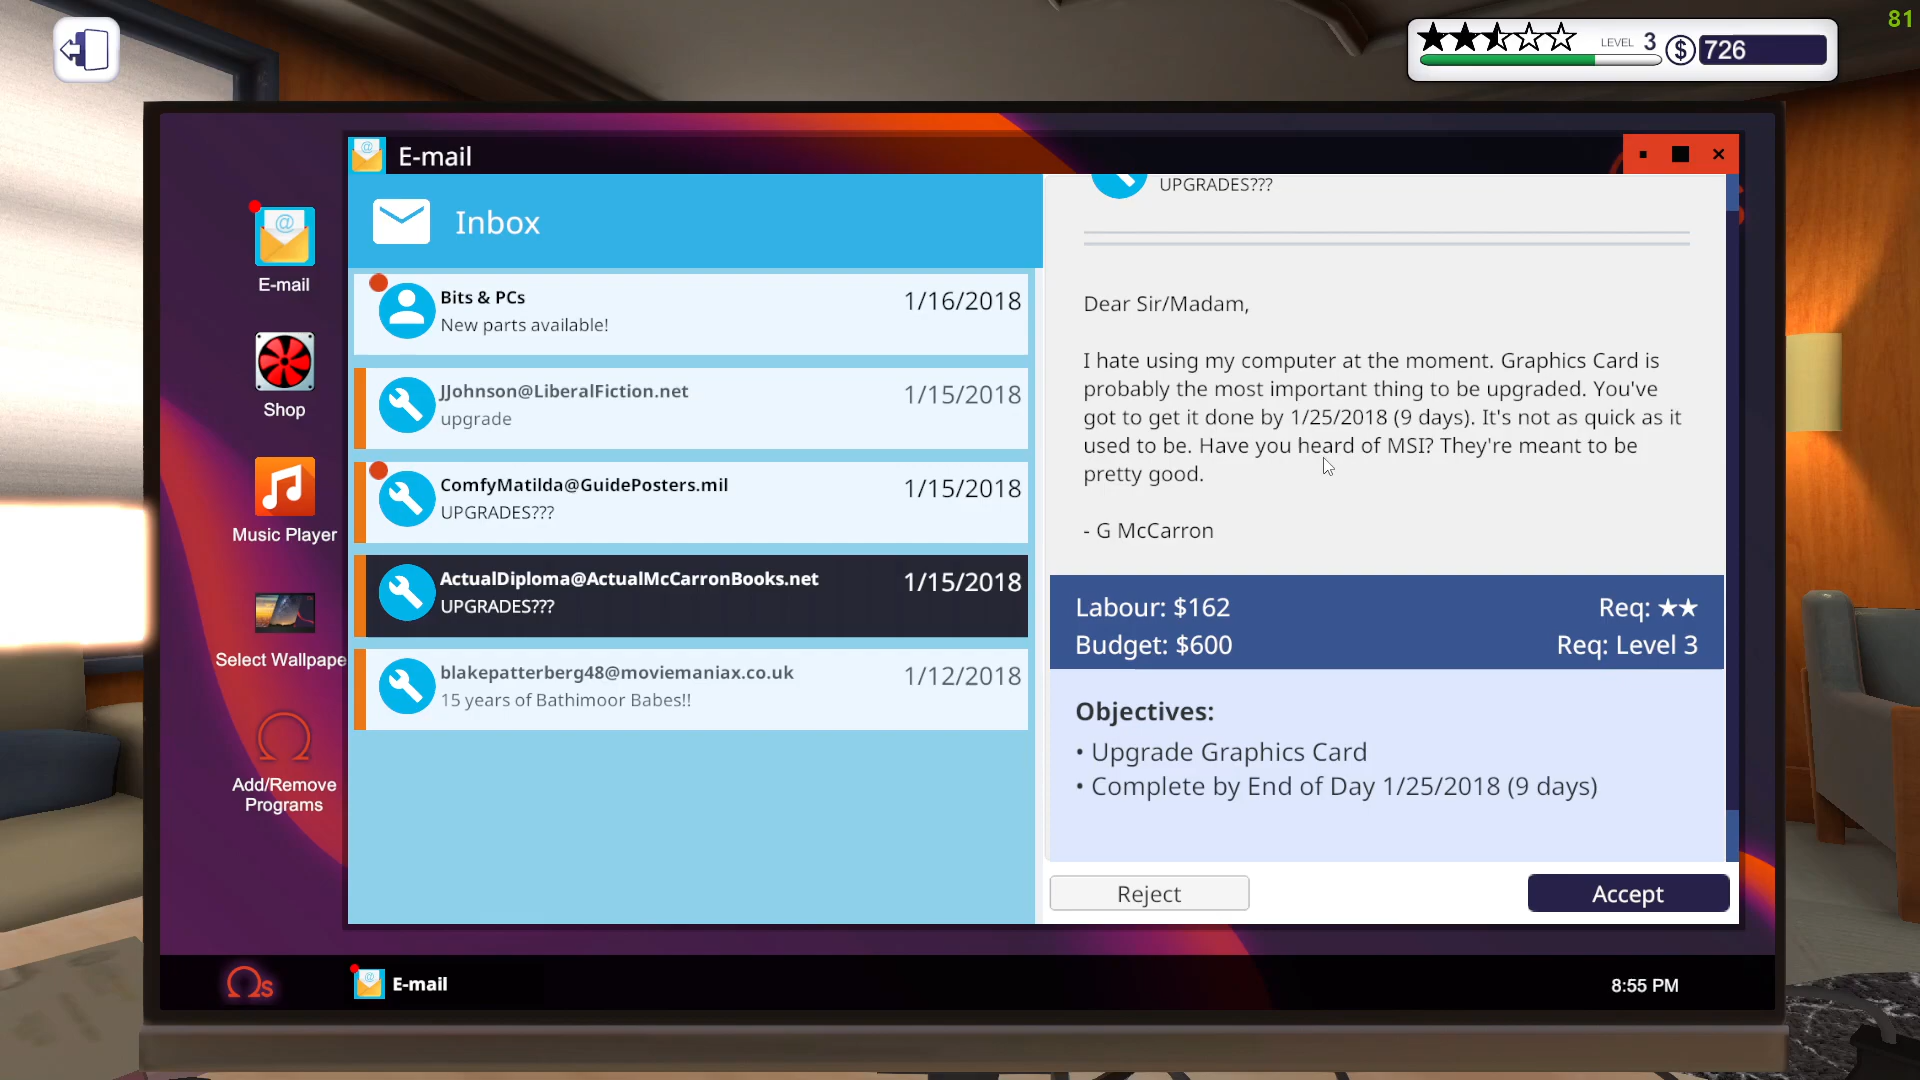 81
LEVEL 3
$ 726
E-mail
Inbox
Bits & PCs
1/16/2018
New parts available!
JJohnson@LiberalFiction.net
1/15/2018
upgrade
ComfyMatilda@GuidePosters.mil
1/15/2018
UPGRADES???
ActualDiploma@ActualMcCarronBooks.net
1/15/2018
UPGRADES???
blakepatterberg48@moviemaniax.co.uk
1/12/2018
15 years of Bathimoor Babes!!
E-mail
Shop
Music Player
Select Wallpape
Add/Remove
Programs
UPGRADES???
Dear Sir/Madam,
I hate using my computer at the moment. Graphics Card is
probably the most important thing to be upgraded. You've
got to get it done by 1/25/2018 (9 days). It's not as quick as it
used to be. Have you heard of MSI? They're meant to be
pretty good.
- G McCarron
Labour: $162
Req: ★★
Budget: $600
Req: Level 3
Objectives:
• Upgrade Graphics Card
• Complete by End of Day 1/25/2018 (9 days)
Reject
Accept
Ωs
E-mail
8:55 PM